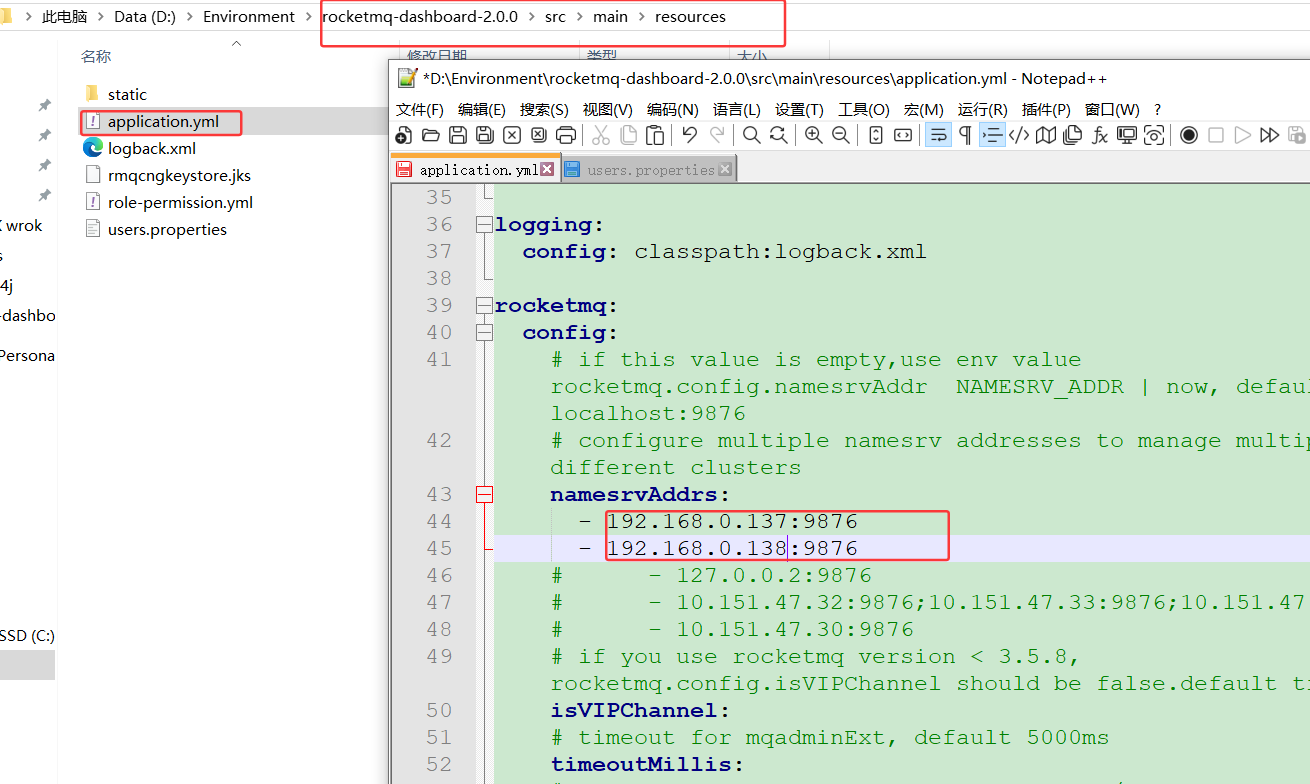 此电脑 > Data (D:) > Environment > rocketmq-dashboard-2.0.0 > src > main > resources
名称
修改日期
类型
大小
static
application.yml
logback.xml
rmqcngkeystore.jks
role-permission.yml
users.properties
wrok
4j
-dashbo
Persona
SSD (C:)
*D:\Environment\rocketmq-dashboard-2.0.0\src\main\resources\application.yml - Notepad++
文件(F) 编辑(E) 搜索(S) 视图(V) 编码(N) 语言(L) 设置(T) 工具(O) 宏(M) 运行(R) 插件(P) 窗口(W) ?
application.yml users.properties
35
36 logging:
37 config: classpath:logback.xml
38
39 rocketmq:
40 config:
41 # if this value is empty,use env value
rocketmq.config.namesrvAddr NAMESRV_ADDR | now, defaul
localhost:9876
42 # configure multiple namesrv addresses to manage multip
different clusters
43 namesrvAddrs:
44 - 192.168.0.137:9876
45 - 192.168.0.138:9876
46 # - 127.0.0.2:9876
47 # - 10.151.47.32:9876;10.151.47.33:9876;10.151.47
48 # - 10.151.47.30:9876
49 # if you use rocketmq version < 3.5.8,
rocketmq.config.isVIPChannel should be false.default t
50 isVIPChannel:
51 # timeout for mqadminExt, default 5000ms
52 timeoutMillis: